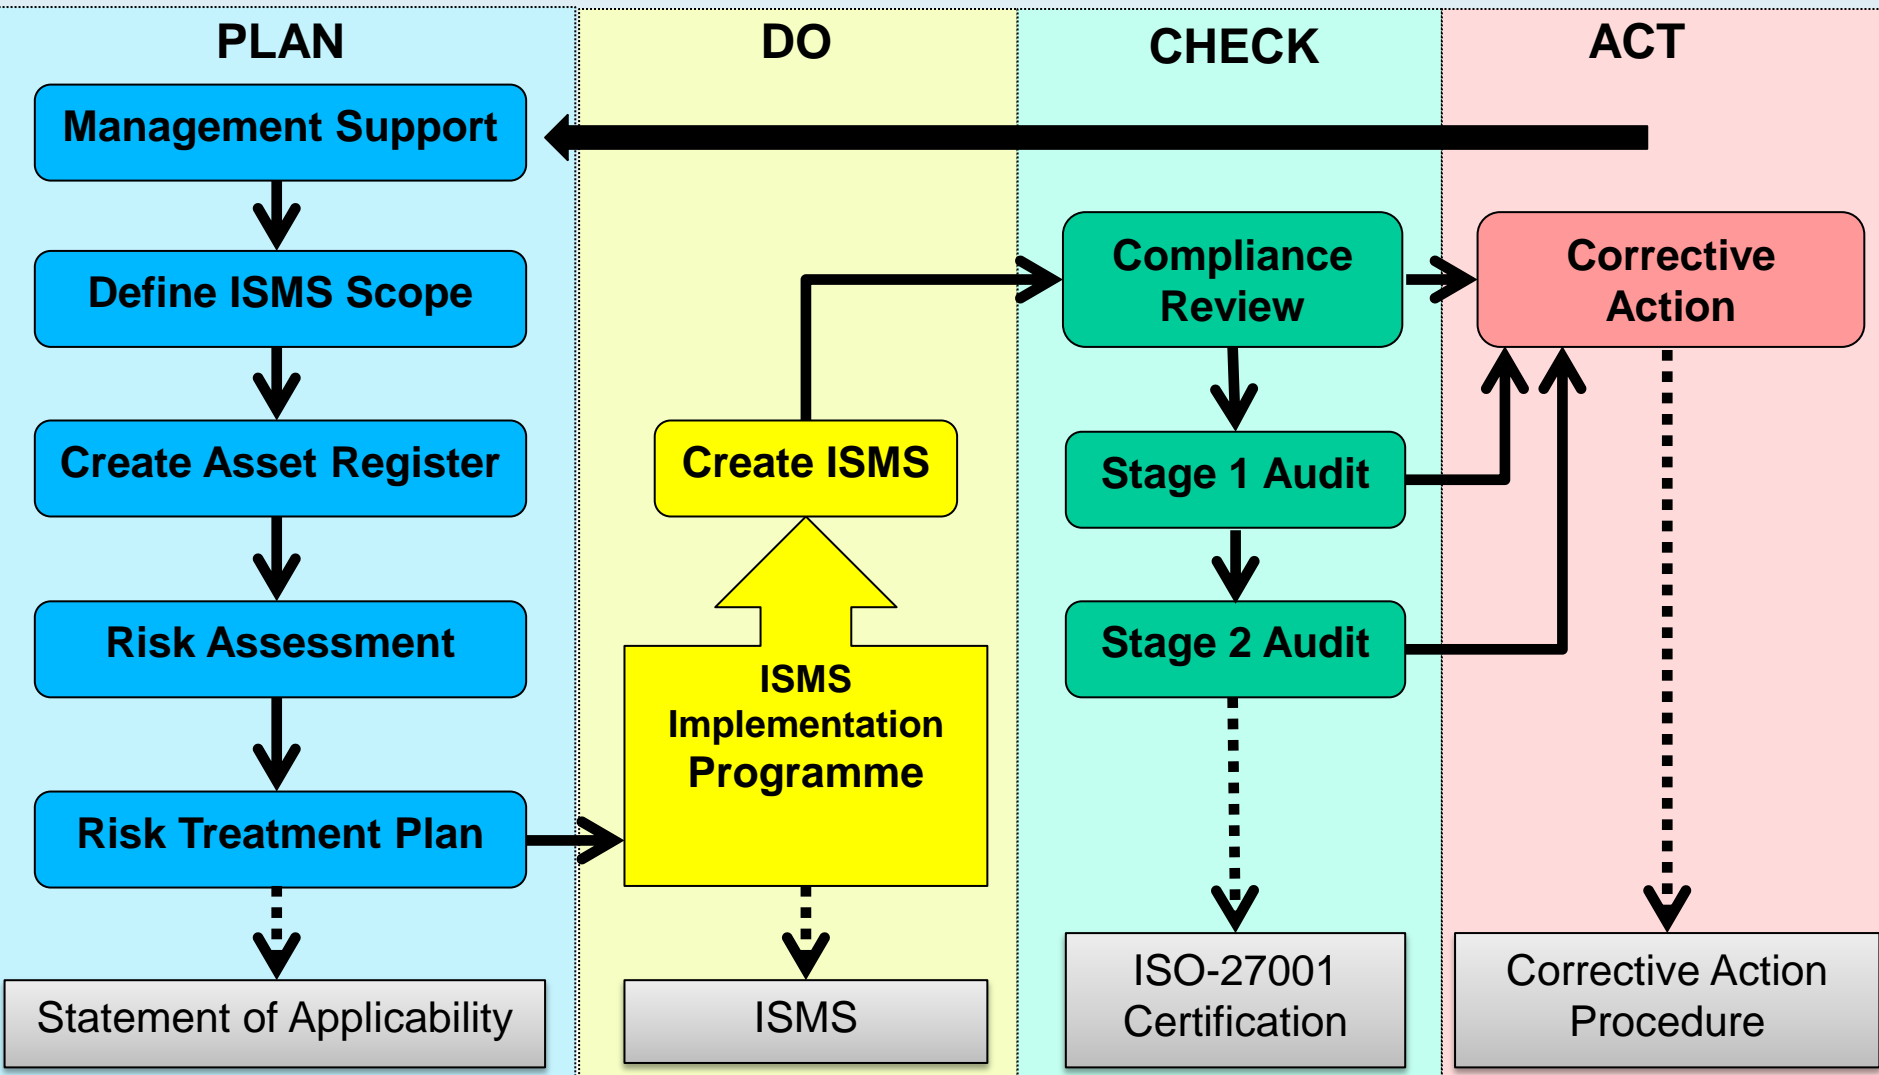 PLAN
Management Support
Define ISMS Scope
Create Asset Register
Risk Assessment
Risk Treatment Plan
Statement of Applicability
DO
Create ISMS
ISMS
Implementation
Programme
ISMS
CHECK
Compliance
Review
Stage 1 Audit
Stage 2 Audit
ISO-27001
Certification
ACT
Corrective
Action
Corrective Action
Procedure